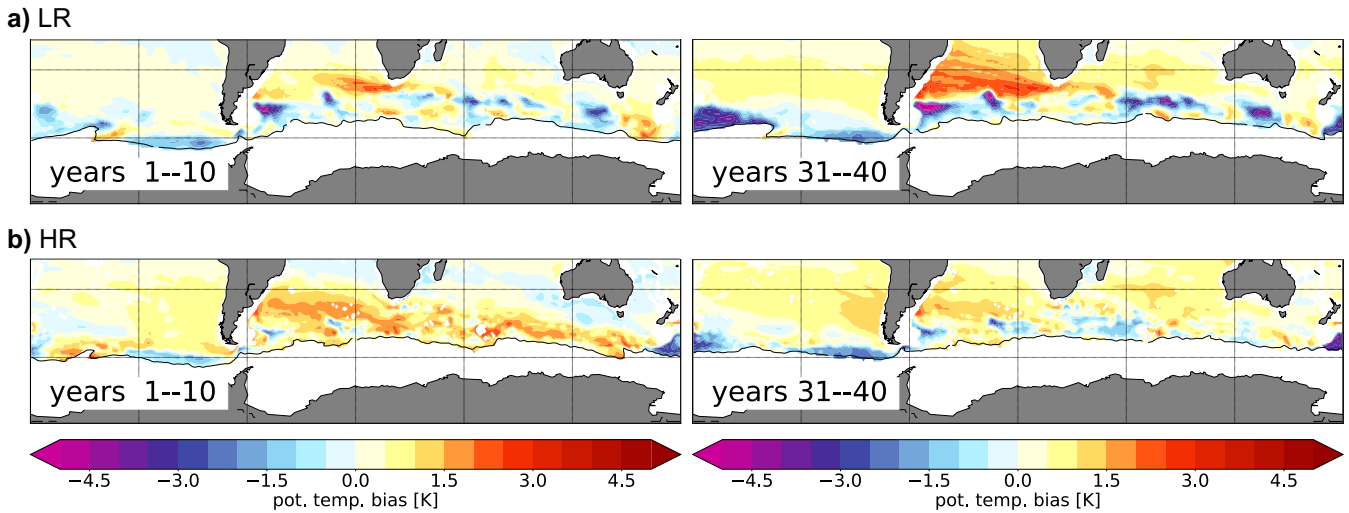 a) LR
years 1--10
years 31--40
b) HR
years 1--10
years 31--40
−4.5 −3.0 −1.5 0.0 1.5 3.0 4.5
pot. temp. bias [K]
−4.5 −3.0 −1.5 0.0 1.5 3.0 4.5
pot. temp. bias [K]